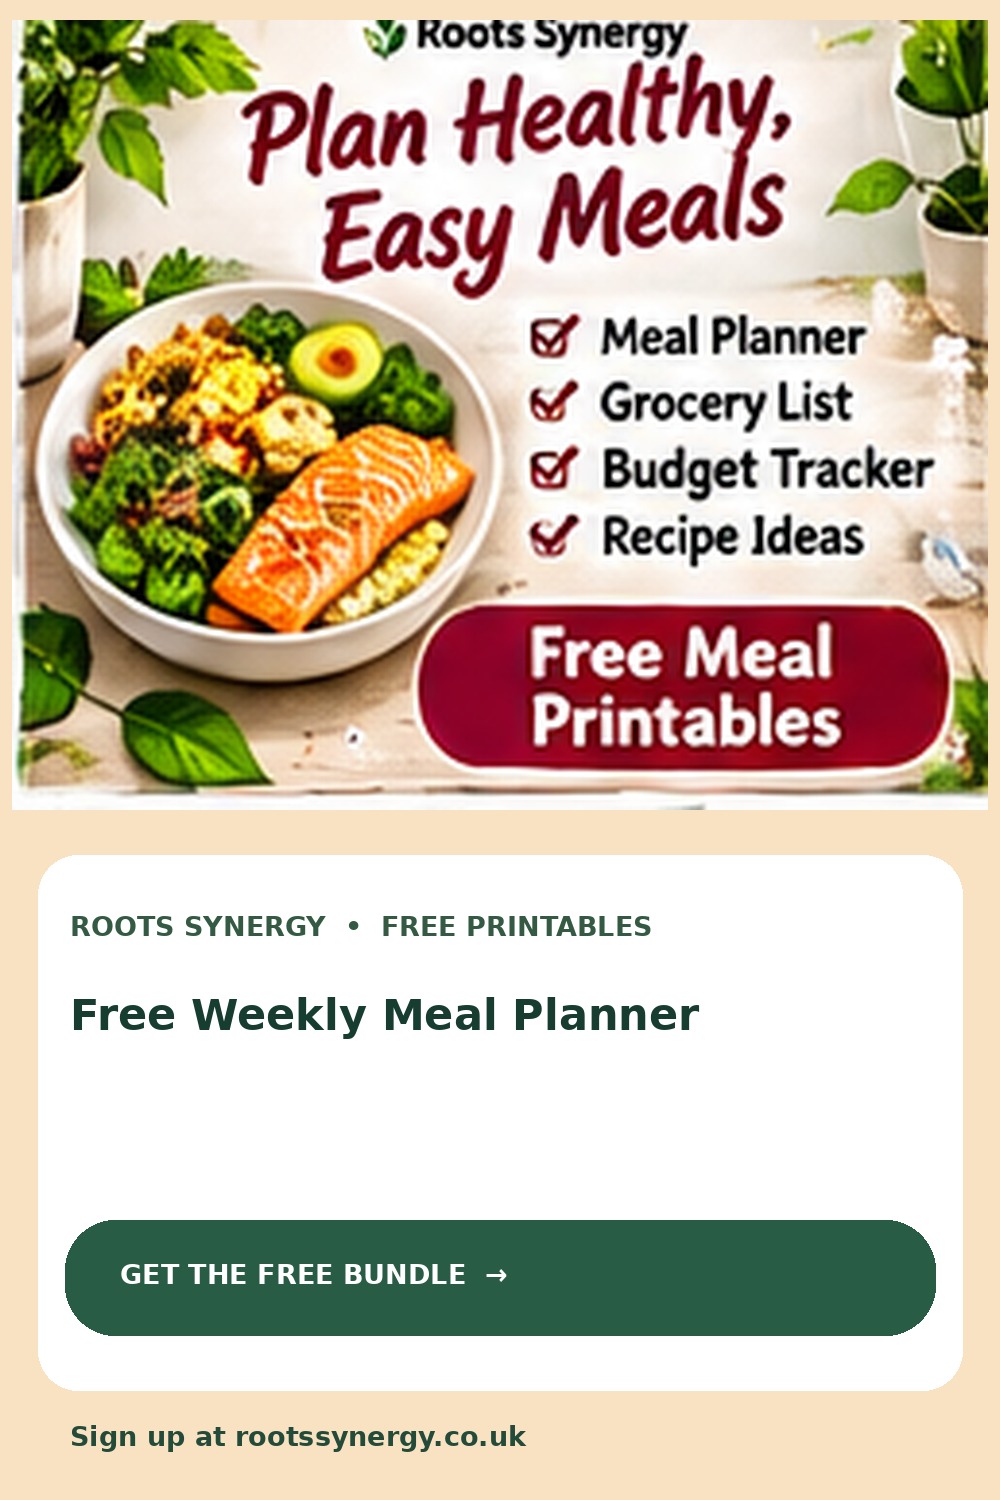 Roots Synergy
Plan Healthy,
Easy Meals
Meal Planner
Grocery List
Budget Tracker
Recipe Ideas
Free Meal
Printables
ROOTS SYNERGY • FREE PRINTABLES
Free Weekly Meal Planner
GET THE FREE BUNDLE →
Sign up at rootssynergy.co.uk